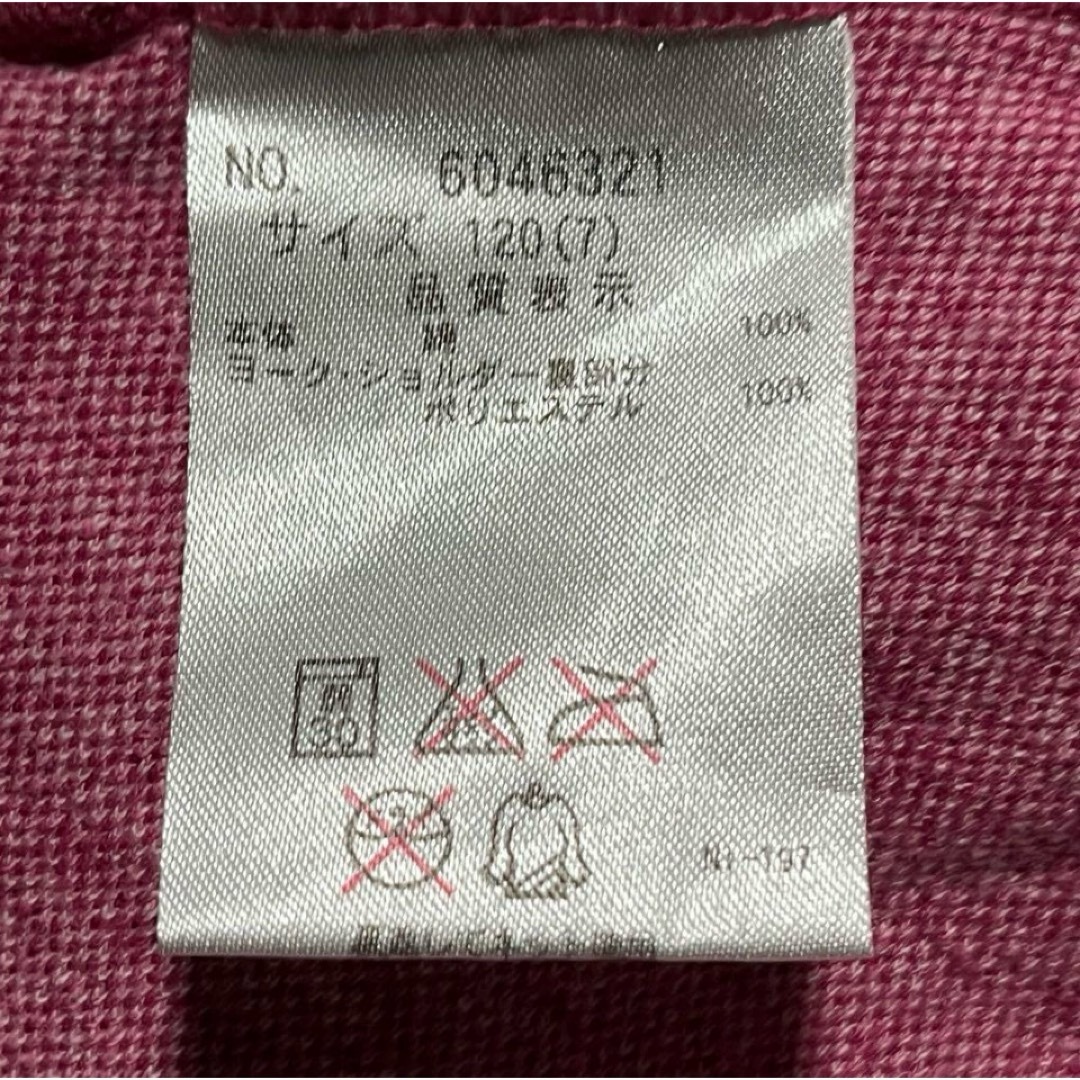 NO. 6046321
サイズ 120(7)
品質表示
本体 綿 100%
ヨーク・ショルダー裏部分
ポリエステル 100%
弱
30